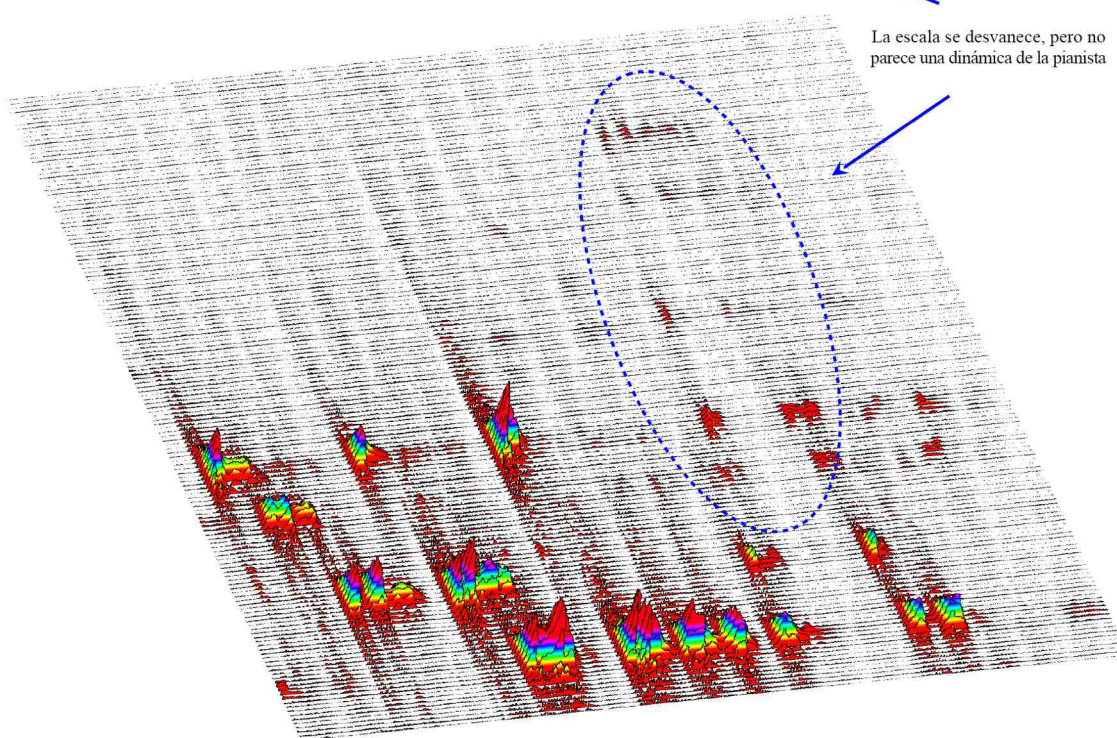 La escala se desvanece, pero no
parece una dinámica de la pianista